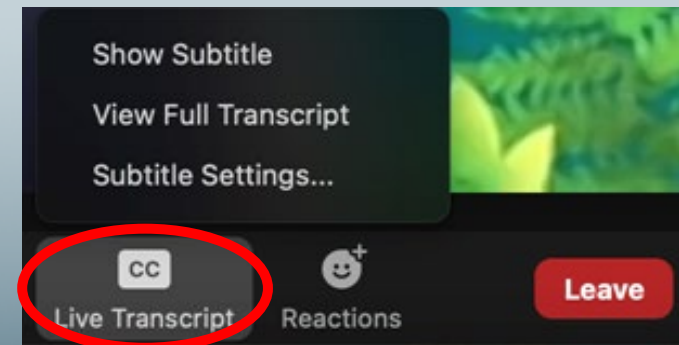 Show Subtitle
View Full Transcript
Subtitle Settings...
CC
Live Transcript
Reactions
Leave